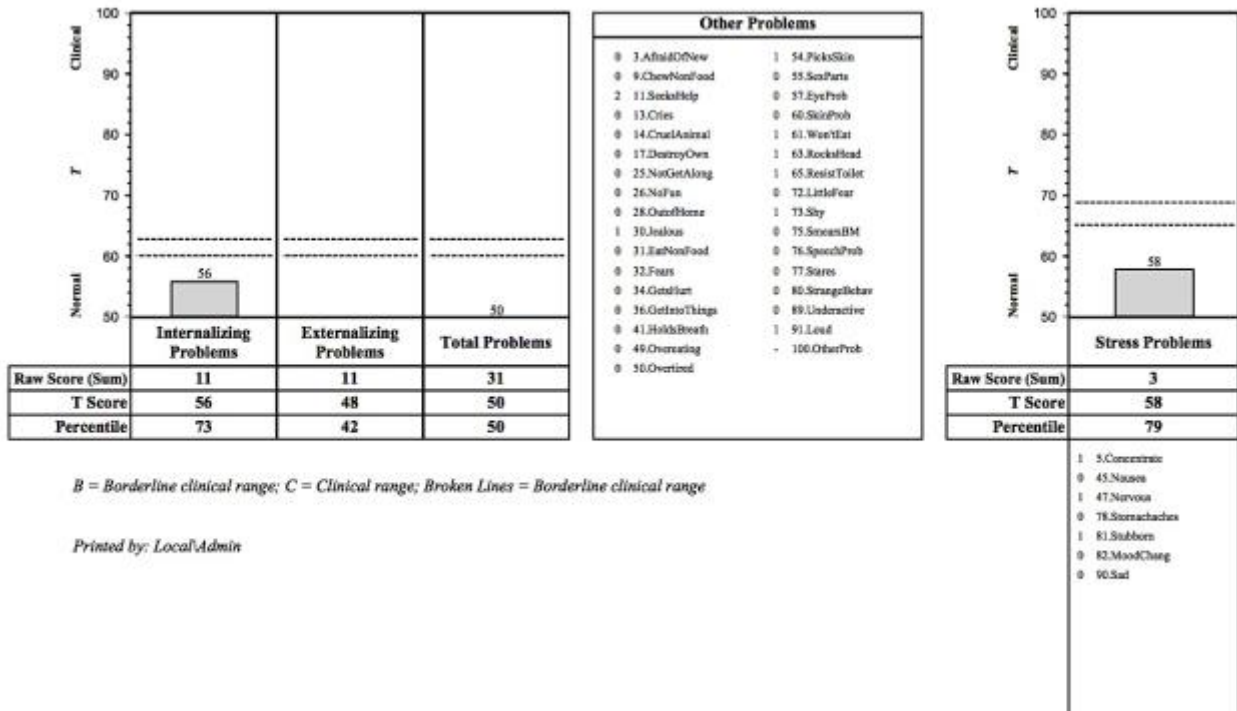 100
90
80
70
60
50
Clinical
T
Normal
56
50
Internalizing Problems
Externalizing Problems
Total Problems
Raw Score (Sum) 11 11 31
T Score 56 48 50
Percentile 73 42 50
Other Problems
0 3.AfraidOfNew
0 9.ChewNonFood
2 11.SeeksHelp
0 13.Cries
0 14.CruelAnimal
0 17.DestroyOwn
0 25.NotGetAlong
0 26.NoFun
0 28.OutofHome
1 30.Jealous
0 31.EatNonFood
0 32.Fears
0 34.GetsHurt
0 36.GetIntoThings
0 41.HoldsBreath
0 49.Overeating
0 50.Overtired
1 54.PicksSkin
0 55.SexParts
0 57.EyeProb
0 60.SkinProb
1 61.Won'tEat
1 63.RocksHead
1 65.ResistToilet
0 72.LittleFear
1 73.Shy
0 75.SmearsBM
0 76.SpeechProb
0 77.Stares
0 80.StrangeBehav
0 89.Underactive
1 91.Loud
- 100.OtherProb
100
90
80
70
60
50
Clinical
T
Normal
58
Stress Problems
Raw Score (Sum) 3
T Score 58
Percentile 79
1 5.Concentrate
0 45.Nausea
1 47.Nervous
0 78.Stomachaches
1 81.Stubborn
0 82.MoodChang
0 90.Sad
B = Borderline clinical range; C = Clinical range; Broken Lines = Borderline clinical range
Printed by: Local\Admin